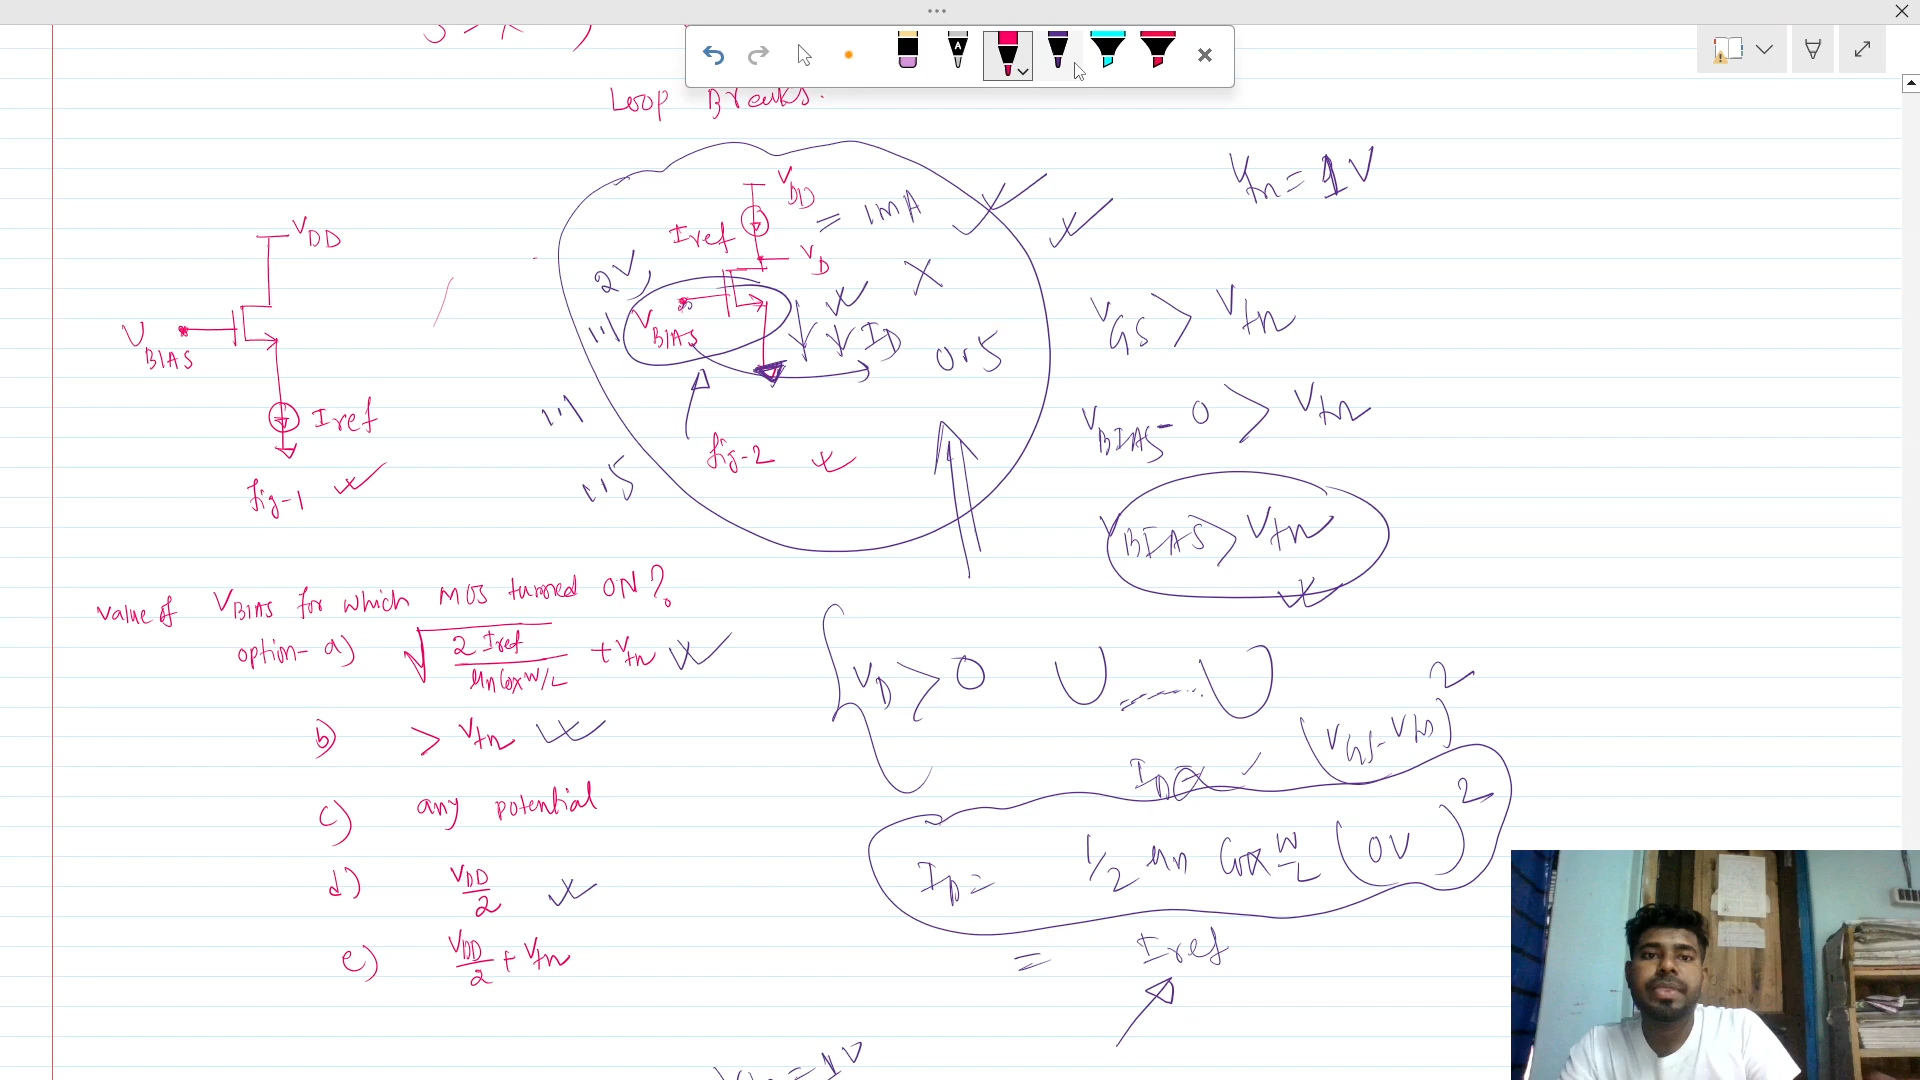 Loop Breaks.
Vtn = 1V
VDD
VDD
= 1mA
Iref
VD
2V
VBIAS
VBIAS
ID
0.5
VGS > Vtn
VBIAS - 0 > Vtn
VBIAS > Vtn
1.1
1.1
1.5
Iref
fig-1
fig-2
Value of VBIAS for which MOS turned ON?
option- a) √(2 Iref / μnCox W/L) + Vtn
b) > Vtn
c) any potential
d) VDD/2
e) VDD/2 + Vtn
VD > 0
ID ∝ (VGS - Vtn)²
ID = 1/2 μn Cox W/L (OV)²
= Iref
= 1V